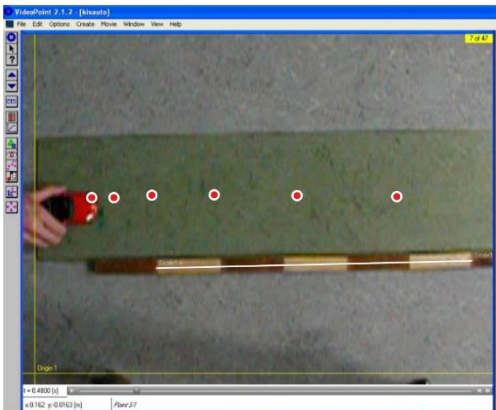 VideoPoint 2.1.2 - [kisauto]
File Edit Options Create Movie Window View Help
7 of 47
Origin 1
t = 0.4800 (s)
x:0.162 y:-0.0163 (m)
Point S7